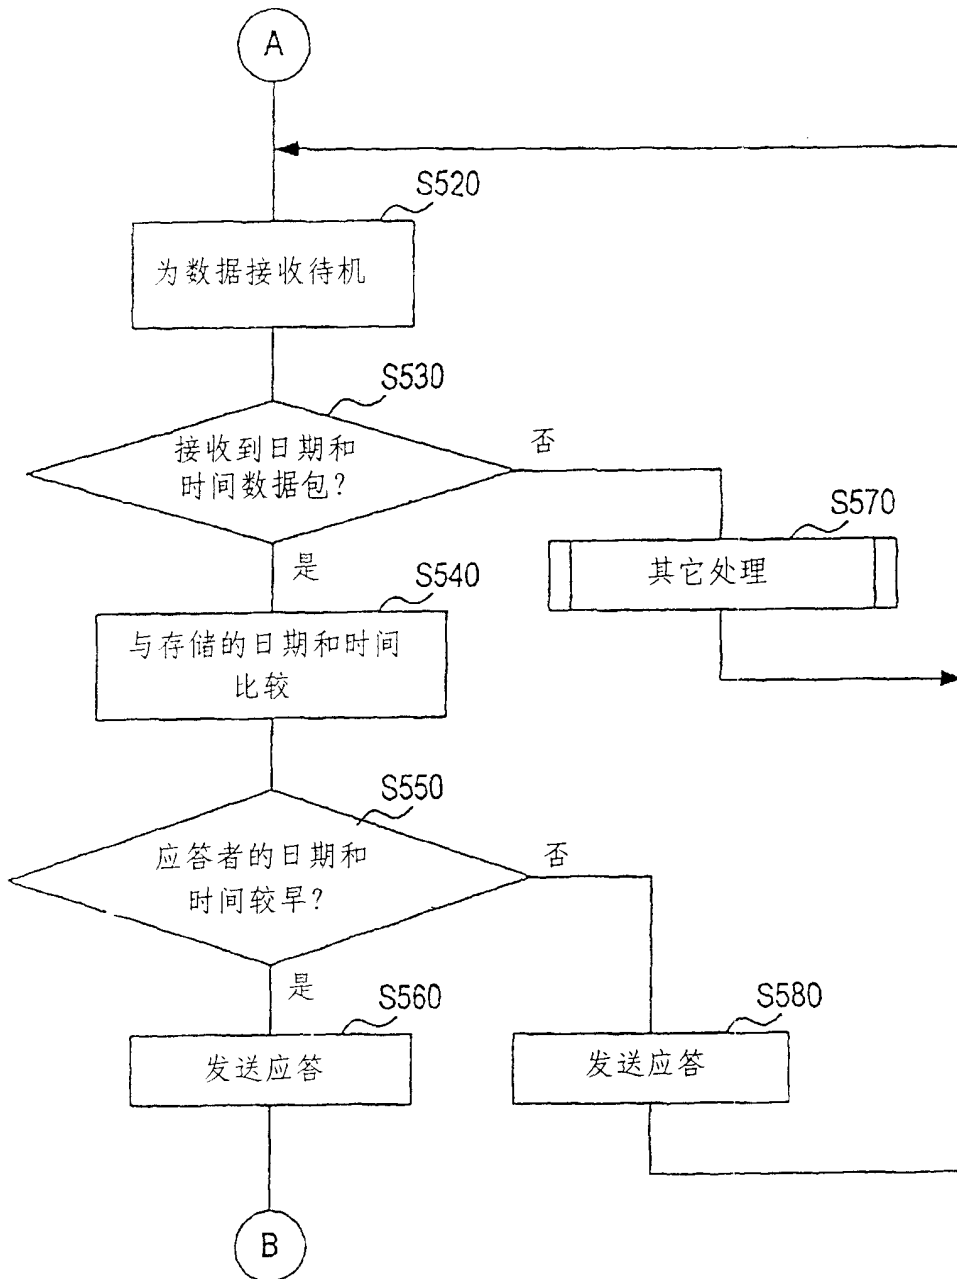 A
S520
为数据接收待机
S530
接收到日期和
时间数据包?
否
是
S570
其它处理
S540
与存储的日期和时间
比较
S550
应答者的日期和
时间较早?
否
是
S560
发送应答
S580
发送应答
B